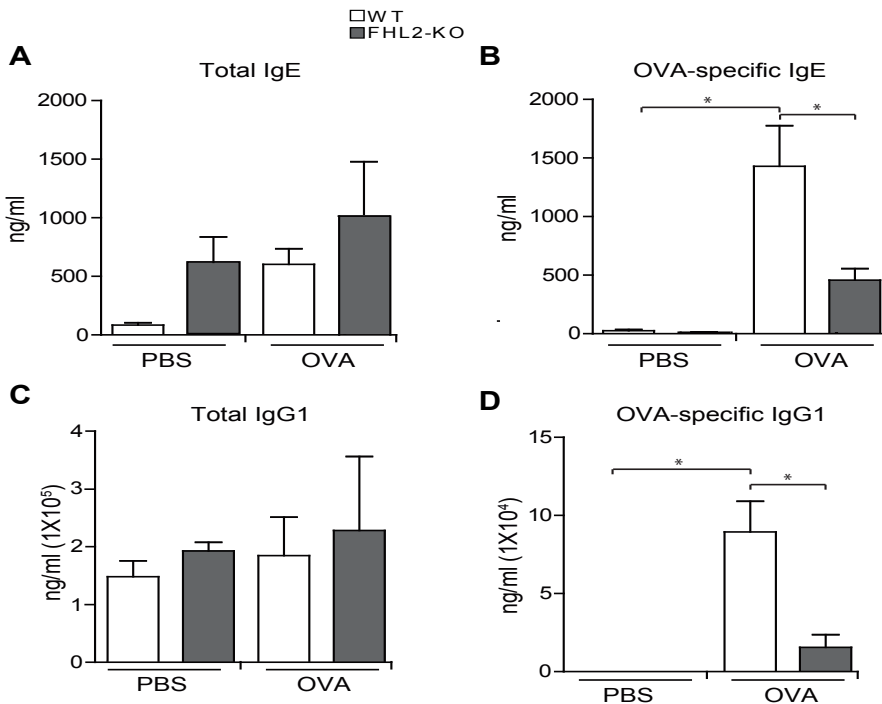 WT
FHL2-KO
A
Total IgE
2000
1500
1000
500
0
ng/ml
PBS
OVA
B
OVA-specific IgE
2000
1500
1000
500
0
ng/ml
*
*
PBS
OVA
C
Total IgG1
4
3
2
1
0
ng/ml (1X10⁵)
PBS
OVA
D
OVA-specific IgG1
15
10
5
0
ng/ml (1X10⁴)
*
*
PBS
OVA